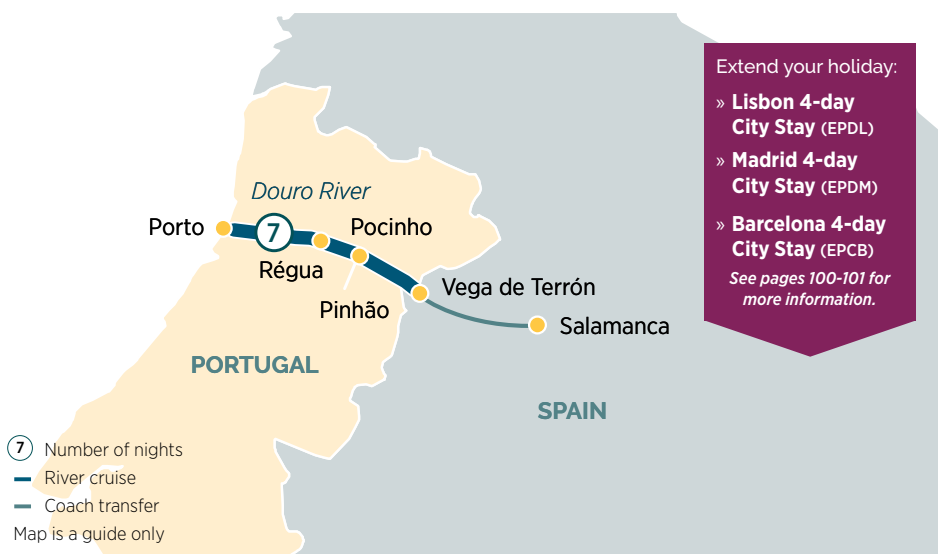 Extend your holiday:
» Lisbon 4-day
City Stay (EPDL)
» Madrid 4-day
City Stay (EPDM)
» Barcelona 4-day
City Stay (EPCB)
See pages 100-101 for
more information.
Douro River
Porto
7
Pocinho
Régua
Pinhão
Vega de Terrón
Salamanca
PORTUGAL
SPAIN
7 Number of nights
River cruise
Coach transfer
Map is a guide only